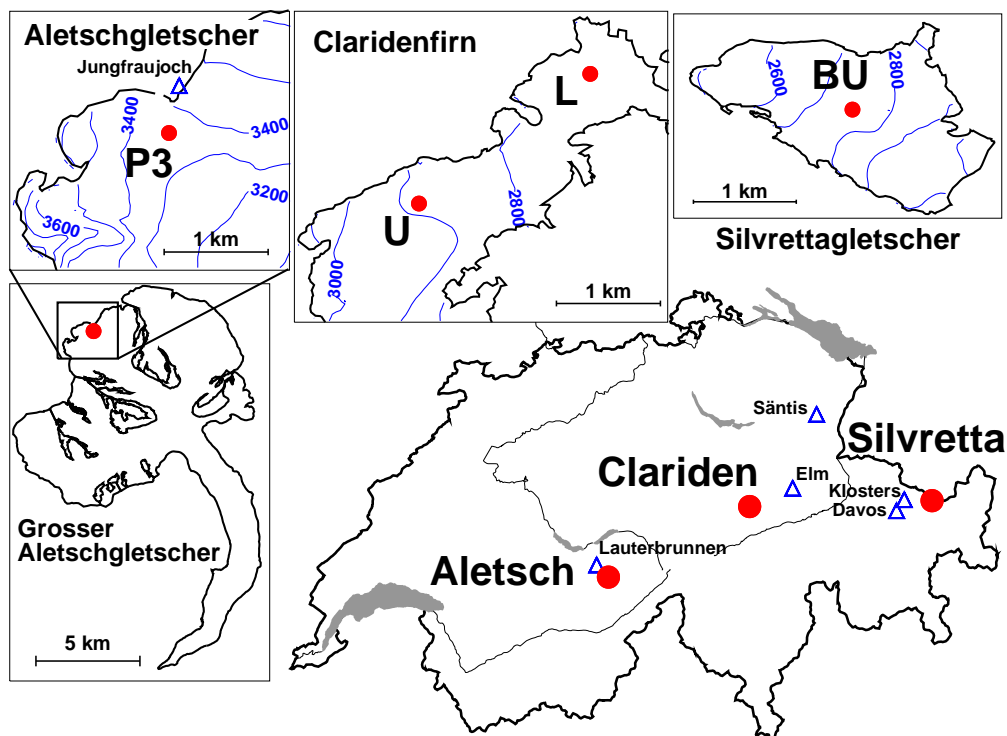 Aletschgletscher
Jungfraujoch
3400
3400
P3
3200
3600
1 km
Claridenfirn
L
2800
U
3000
1 km
2600
2800
BU
1 km
Silvrettagletscher
Grosser
Aletschgletscher
5 km
Säntis
Silvretta
Clariden
Elm
Klosters
Davos
Lauterbrunnen
Aletsch